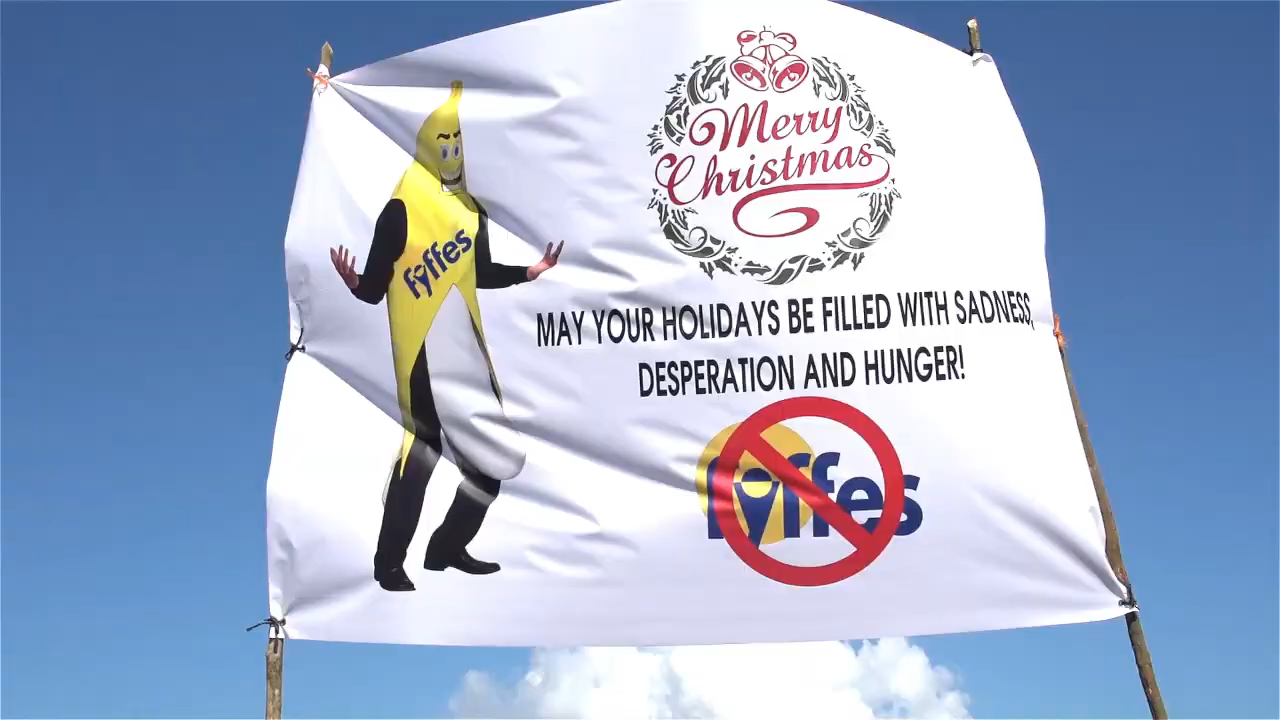 Merry
Christmas
fyffes
MAY YOUR HOLIDAYS BE FILLED WITH SADNESS,
DESPERATION AND HUNGER!
fyffes